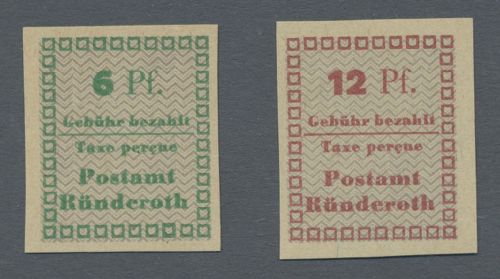 6 Pf.
Gebühr bezahlt
Taxe perçue
Postamt
Ründeroth
12 Pf.
Gebühr bezahlt
Taxe perçue
Postamt
Ründeroth